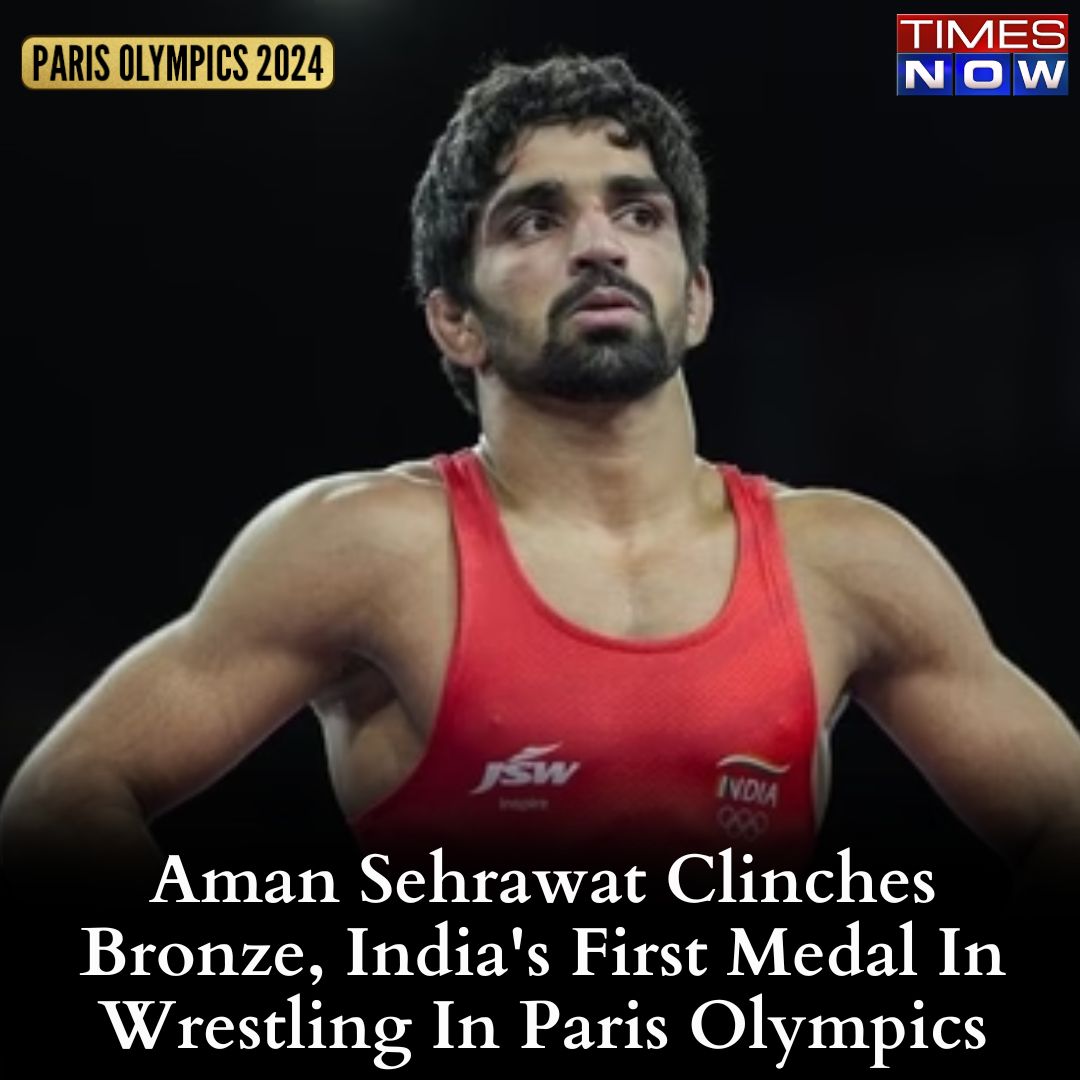 PARIS OLYMPICS 2024
TIMES
NOW
JSW
Inspire
INDIA
Aman Sehrawat Clinches
Bronze, India's First Medal In
Wrestling In Paris Olympics